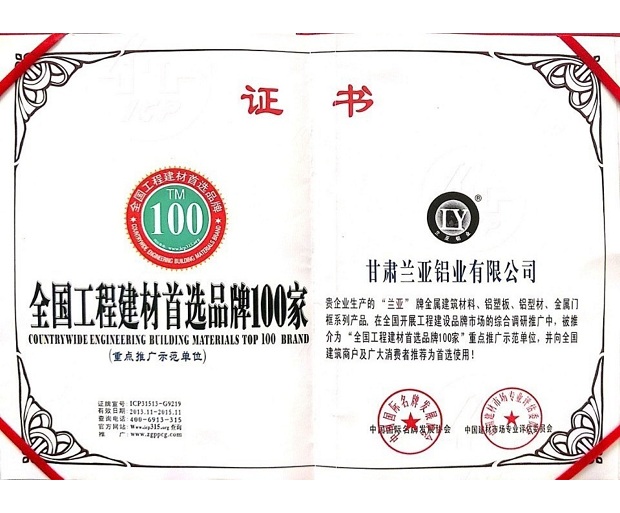 证 书
全国工程建材首选品牌
TM
100
COUNTRYWIDE ENGINEERING BUILDING MATERIALS BRAND
全国工程建材首选品牌100家
COUNTRYWIDE ENGINEERING BUILDING MATERIALS TOP 100 BRAND
(重点推广示范单位)
证牌宣号: ICP31513-G9219
有效日期: 2013.11-2015.11
查询电话: 400-6913-315
官方网站: www.icp315.org 查询
推 广: www.zgppcg.com
LY
®
兰亚铝业
甘肃兰亚铝业有限公司
贵企业生产的“兰亚”牌金属建筑材料、铝塑板、铝型材、金属门
框系列产品, 在全国开展工程建设品牌市场的综合调研推广中, 被推
介为“全国工程建材首选品牌100家”重点推广示范单位, 并向全国
建筑商户及广大消费者推荐为首选使用!
中国国际名牌发展协会
中国建材市场专业评估委员会